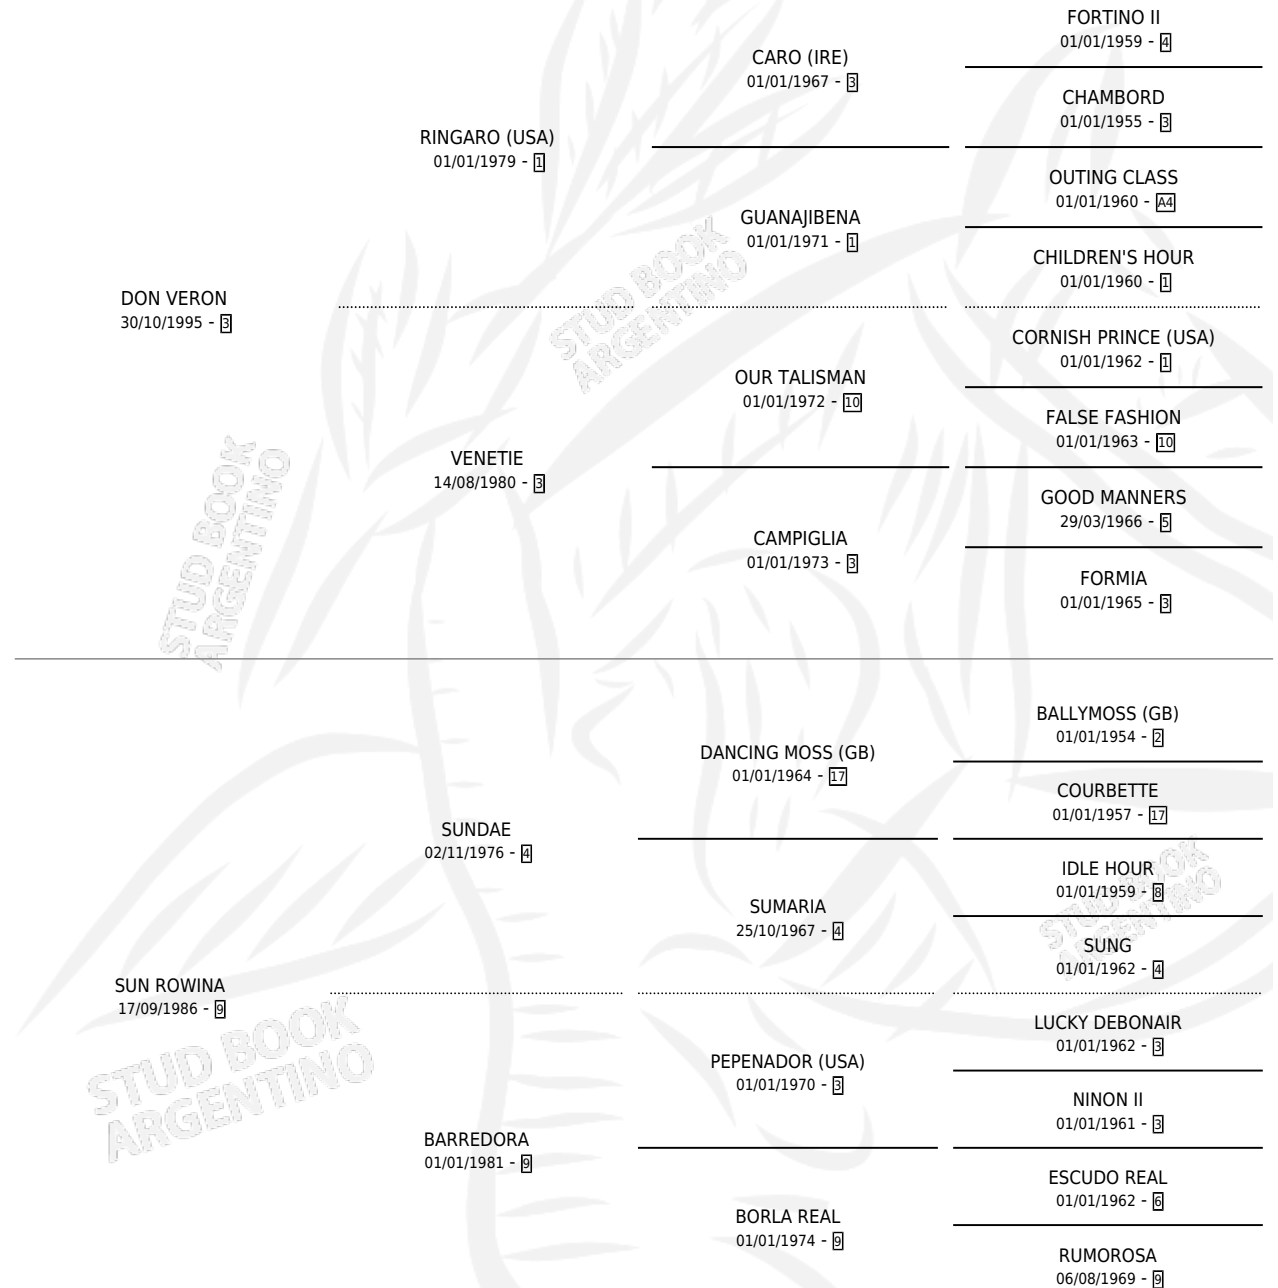 FORTINO II
01/01/1959 - 4
CARO (IRE)
01/01/1967 - 3
CHAMBORD
01/01/1955 - 3
RINGARO (USA)
01/01/1979 - 1
OUTING CLASS
01/01/1960 - A4
GUANAJIBENA
01/01/1971 - 1
CHILDREN'S HOUR
01/01/1960 - 1
DON VERON
30/10/1995 - 3
STUD BOOK
ARGENTINO
CORNISH PRINCE (USA)
01/01/1962 - 1
OUR TALISMAN
01/01/1972 - 10
FALSE FASHION
01/01/1963 - 10
VENETIE
14/08/1980 - 3
GOOD MANNERS
29/03/1966 - 5
CAMPIGLIA
01/01/1973 - 3
FORMIA
01/01/1965 - 3
STUD BOOK
ARGENTINO
BALLYMOSS (GB)
01/01/1954 - 2
DANCING MOSS (GB)
01/01/1964 - 17
COURBETTE
01/01/1957 - 17
SUNDAE
02/11/1976 - 4
IDLE HOUR
01/01/1959 - 8
SUMARIA
25/10/1967 - 4
STUD BOOK
ARGENTINO
SUNG
01/01/1962 - 4
SUN ROWINA
17/09/1986 - 9
LUCKY DEBONAIR
01/01/1962 - 3
PEPENADOR (USA)
01/01/1970 - 3
NINON II
01/01/1961 - 3
STUD BOOK
ARGENTINO
BARREDORA
01/01/1981 - 9
ESCUDO REAL
01/01/1962 - 6
BORLA REAL
01/01/1974 - 9
RUMOROSA
06/08/1969 - 9